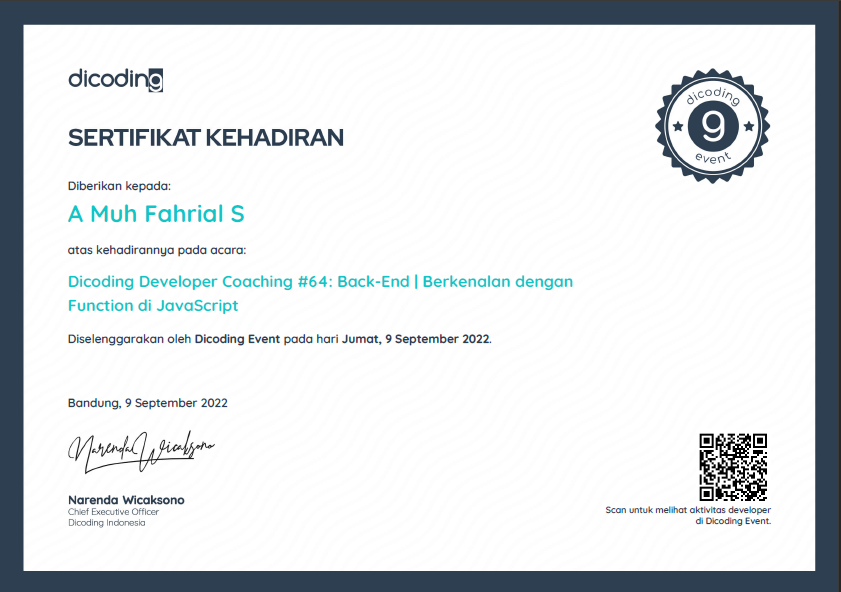 dicoding
SERTIFIKAT KEHADIRAN
dicoding
9
event
Diberikan kepada:
A Muh Fahrial S
atas kehadirannya pada acara:
Dicoding Developer Coaching #64: Back-End | Berkenalan dengan
Function di JavaScript
Diselenggarakan oleh Dicoding Event pada hari Jumat, 9 September 2022.
Bandung, 9 September 2022
Narenda Wicaksono
Narenda Wicaksono
Chief Executive Officer
Dicoding Indonesia
Scan untuk melihat aktivitas developer
di Dicoding Event.